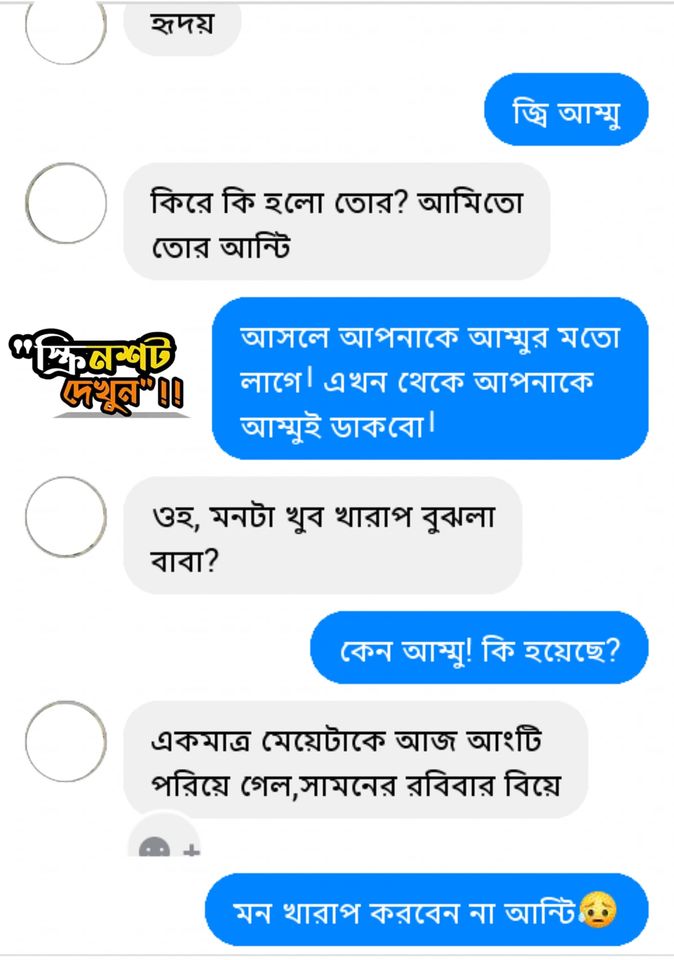 হৃদয়
জ্বি আম্মু
কিরে কি হলো তোর? আমিতো
তোর আন্টি
আসলে আপনাকে আম্মুর মতো
লাগে। এখন থেকে আপনাকে
আম্মুই ডাকবো।
"স্ক্রিনশট
দেখুন"।।
ওহ, মনটা খুব খারাপ বুঝলা
বাবা?
কেন আম্মু! কি হয়েছে?
একমাত্র মেয়েটাকে আজ আংটি
পরিয়ে গেল,সামনের রবিবার বিয়ে
মন খারাপ করবেন না আন্টি😥